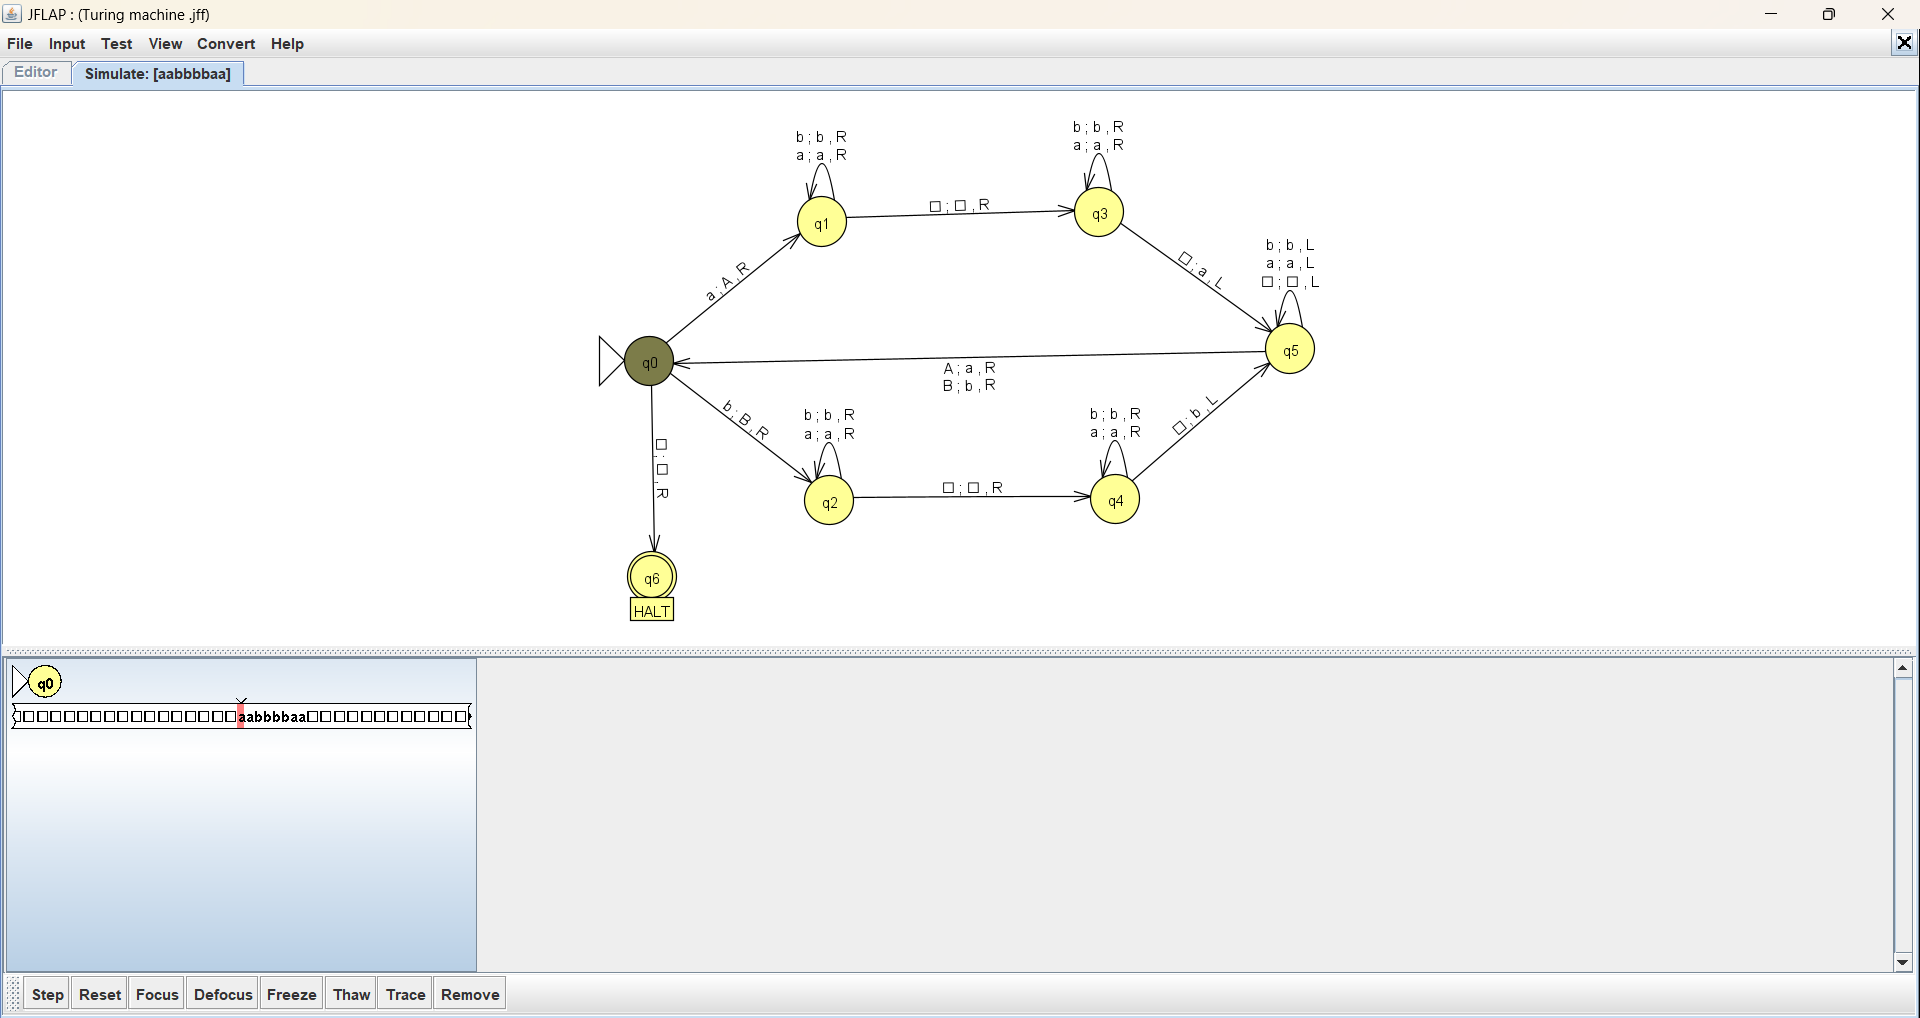 JFLAP : (Turing machine .jff)
File Input Test View Convert Help
Editor Simulate: [aabbbbaa]
b ; b , R
a ; a , R
b ; b , R
a ; a , R
q1
□ ; □ , R
q3
a ; A , R
□ ; a , L
b ; b , L
a ; a , L
□ ; □ , L
q0
q5
A ; a , R
B ; b , R
b ; B , R
□ ; □ , R
b ; b , R
a ; a , R
b ; b , R
a ; a , R
□ ; b , L
q2
□ ; □ , R
q4
q6
HALT
q0
□□□□□□□□□□□□□□□□□aabbbbaa□□□□□□□□□□□□
Step Reset Focus Defocus Freeze Thaw Trace Remove